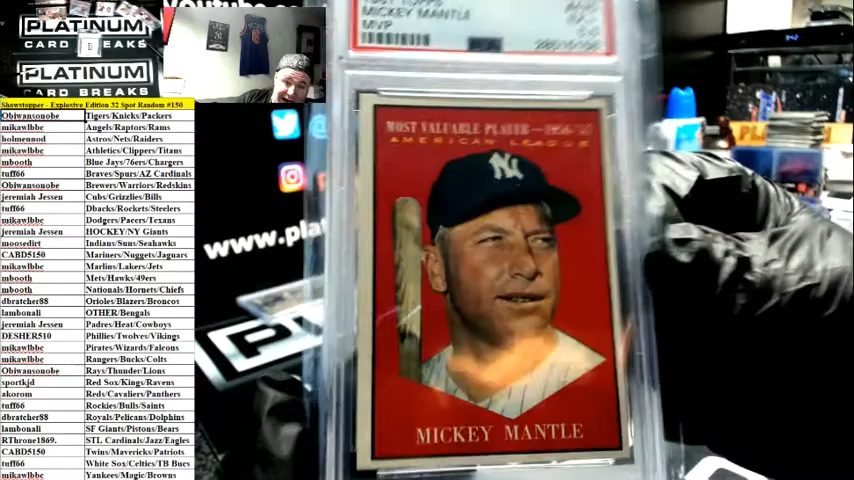 PLATINUM
CARD BREAKS
PLATINUM
CARD BREAKS
Showstopper - Explosive Edition 32 Spot Random #150
Obiwansonobe Tigers/Knicks/Packers
mikawlbbc Angels/Raptors/Rams
holmennod Astros/Nets/Raiders
mikawlbbc Athletics/Clippers/Titans
mbooth Blue Jays/76ers/Chargers
tuff66 Braves/Spurs/AZ Cardinals
Obiwansonobe Brewers/Warriors/Redskins
jeremiah Jessen Cubs/Grizzlies/Bills
tuff66 Dbacks/Rockets/Steelers
mikawlbbc Dodgers/Pacers/Texans
jeremiah Jessen HOCKEY/NY Giants
moosedirt Indians/Suns/Seahawks
CABD5150 Mariners/Nuggets/Jaguars
mikawlbbc Marlins/Lakers/Jets
mbooth Mets/Hawks/49ers
mbooth Nationals/Hornets/Chiefs
dbratcher88 Orioles/Blazers/Broncos
lambonali OTHER/Bengals
jeremiah Jessen Padres/Heat/Cowboys
DESHER510 Phillies/Twolves/Vikings
mikawlbbc Pirates/Wizards/Falcons
mikawlbbc Rangers/Bucks/Colts
Obiwansonobe Rays/Thunder/Lions
sportkjd Red Sox/Kings/Ravens
akorom Reds/Cavaliers/Panthers
tuff66 Rockies/Bulls/Saints
dbratcher88 Royals/Pelicans/Dolphins
lambonali SF Giants/Pistons/Bears
RThrone1869. STL Cardinals/Jazz/Eagles
CABD5150 Twins/Mavericks/Patriots
tuff66 White Sox/Celtics/TB Bucs
mikawlbbc Yankees/Magic/Browns
www.plat
MICKEY MANTLE
MVP
MOST VALUABLE PLAYER—1956-57
AMERICAN LEAGUE
NY
MICKEY MANTLE